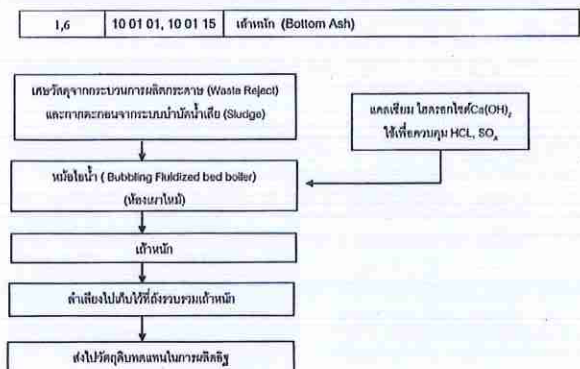 1,6 10 01 01, 10 01 15 เถ้าหนัก (Bottom Ash)
เศษวัสดุจากกระบวนการผลิตกระดาษ (Waste Reject)
และกากตะกอนจากระบบบำบัดน้ำเสีย (Sludge)
แคลเซียม ไฮดรอกไซด์Ca(OH)₂
ใช้เพื่อควบคุม HCL, SOₓ
หม้อไอน้ำ ( Bubbling Fluidized bed boiler)
(ห้องเผาไหม้)
เถ้าหนัก
ลำเลียงไปเก็บไว้ที่ถังรวบรวมเถ้าหนัก
ส่งไปวัตถุดิบทดแทนในการผลิตอิฐ